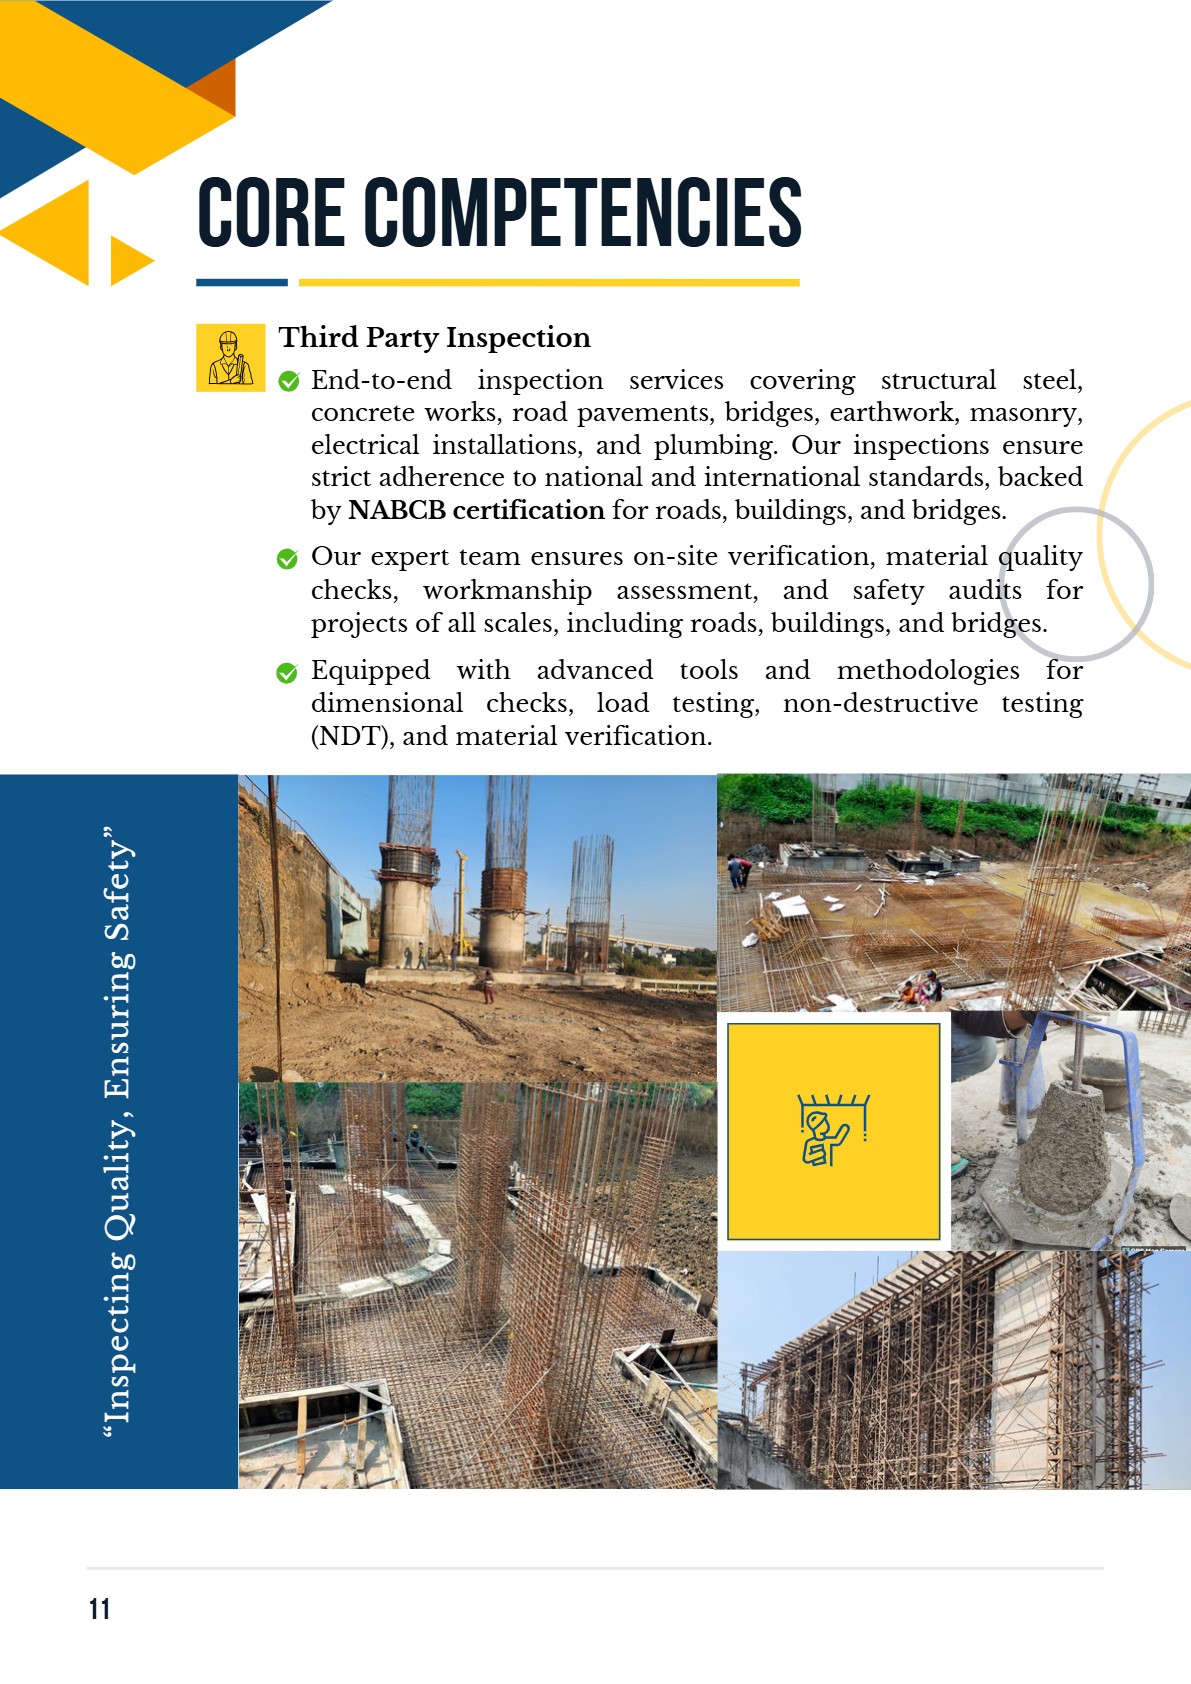 CORE COMPETENCIES
Third Party Inspection
End-to-end inspection services covering structural steel,
concrete works, road pavements, bridges, earthwork, masonry,
electrical installations, and plumbing. Our inspections ensure
strict adherence to national and international standards, backed
by NABCB certification for roads, buildings, and bridges.
Our expert team ensures on-site verification, material quality
checks, workmanship assessment, and safety audits for
projects of all scales, including roads, buildings, and bridges.
Equipped with advanced tools and methodologies for
dimensional checks, load testing, non-destructive testing
(NDT), and material verification.
“Inspecting Quality, Ensuring Safety”
11